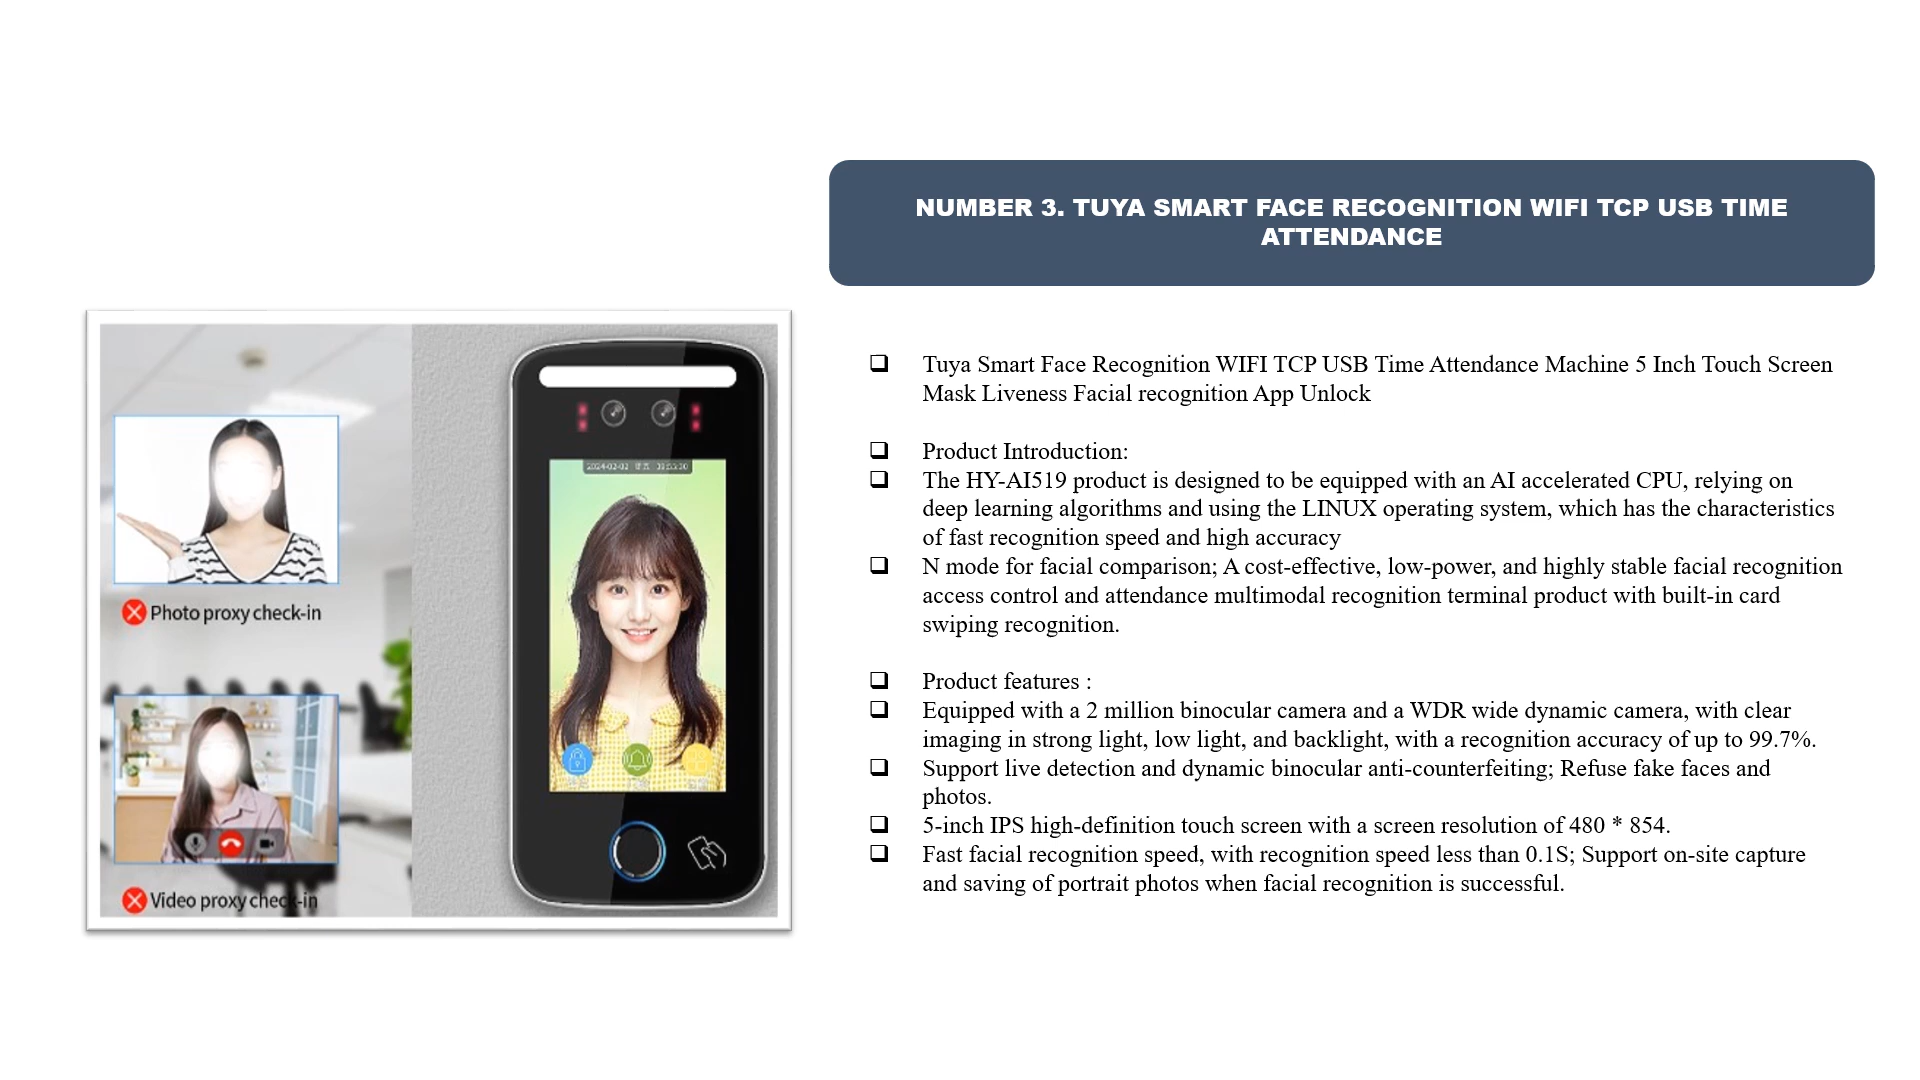 NUMBER 3. TUYA SMART FACE RECOGNITION WIFI TCP USB TIME
ATTENDANCE
Photo proxy check-in
Video proxy check-in
Tuya Smart Face Recognition WIFI TCP USB Time Attendance Machine 5 Inch Touch Screen
Mask Liveness Facial recognition App Unlock
Product Introduction:
The HY-AI519 product is designed to be equipped with an AI accelerated CPU, relying on
deep learning algorithms and using the LINUX operating system, which has the characteristics
of fast recognition speed and high accuracy
N mode for facial comparison; A cost-effective, low-power, and highly stable facial recognition
access control and attendance multimodal recognition terminal product with built-in card
swiping recognition.
Product features :
Equipped with a 2 million binocular camera and a WDR wide dynamic camera, with clear
imaging in strong light, low light, and backlight, with a recognition accuracy of up to 99.7%.
Support live detection and dynamic binocular anti-counterfeiting; Refuse fake faces and
photos.
5-inch IPS high-definition touch screen with a screen resolution of 480 * 854.
Fast facial recognition speed, with recognition speed less than 0.1S; Support on-site capture
and saving of portrait photos when facial recognition is successful.